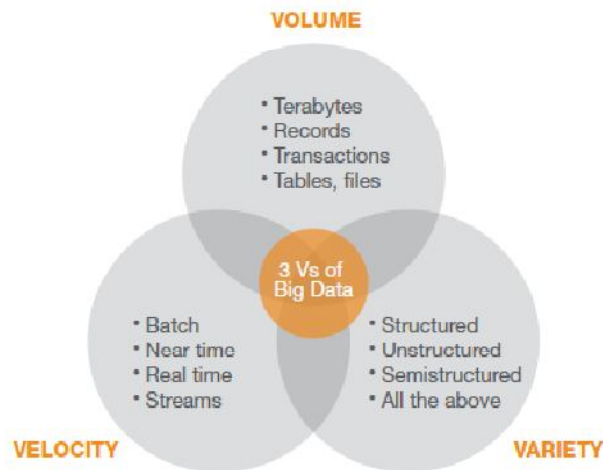 VOLUME
• Terabytes
• Records
• Transactions
• Tables, files
3 Vs of
Big Data
• Batch
• Near time
• Real time
• Streams
• Structured
• Unstructured
• Semistructured
• All the above
VELOCITY
VARIETY